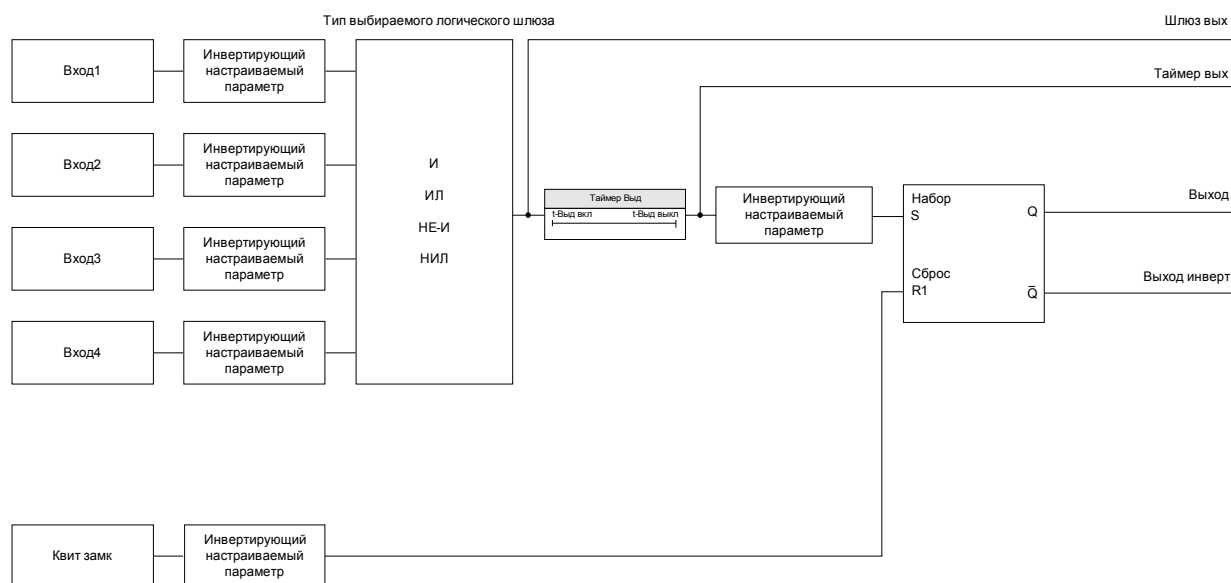 Тип выбираемого логического шлюза
Шлюз вых
Вход1
Инвертирующий
настраиваемый
параметр
Таймер вых
Вход2
Инвертирующий
настраиваемый
параметр
И
ИЛ
НЕ-И
НИЛ
Таймер Выд
t-Выд вкл
t-Выд выкл
Инвертирующий
настраиваемый
параметр
Набор
S
Q
Выход
Вход3
Инвертирующий
настраиваемый
параметр
Сброс
R1
Q̅
Выход инверт
Вход4
Инвертирующий
настраиваемый
параметр
Квит замк
Инвертирующий
настраиваемый
параметр